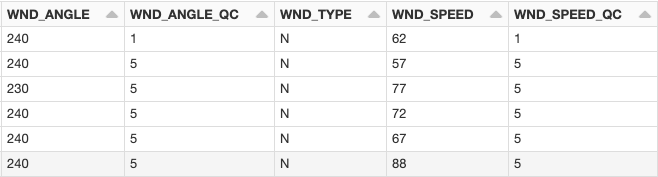 WND_ANGLE WND_ANGLE_QC WND_TYPE WND_SPEED WND_SPEED_QC
240 1 N 62 1
240 5 N 57 5
230 5 N 77 5
240 5 N 72 5
240 5 N 67 5
240 5 N 88 5